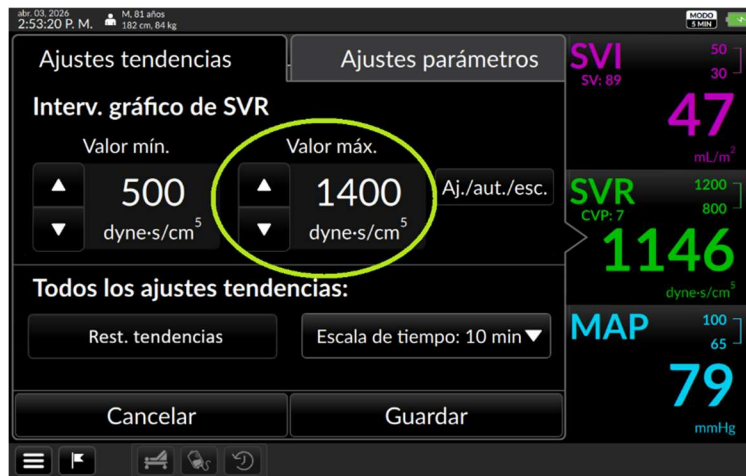 abr. 03, 2026
2:53:20 P. M.
M, 81 años
182 cm, 84 kg
MODO
5 MIN
Ajustes tendencias
Ajustes parámetros
Interv. gráfico de SVR
Valor mín.
Valor máx.
500
dyne·s/cm⁵
1400
dyne·s/cm⁵
Aj./aut./esc.
Todos los ajustes tendencias:
Rest. tendencias
Escala de tiempo: 10 min
Cancelar
Guardar
SVI
SV: 89
50
30
47
mL/m²
SVR
CVP: 7
1200
800
1146
dyne·s/cm⁵
MAP
100
65
79
mmHg